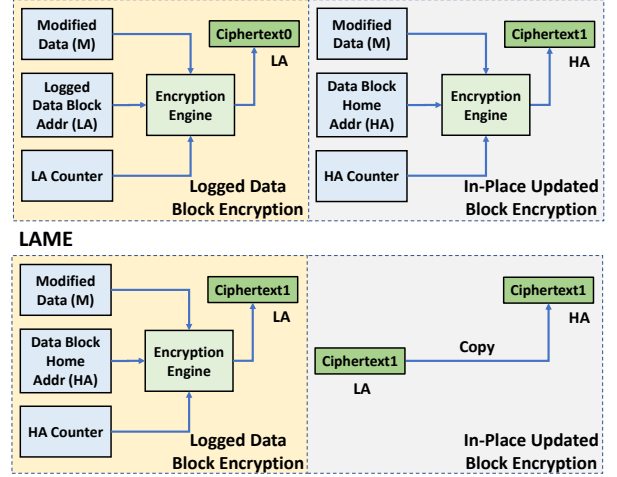 Modified
Data (M)
Ciphertext0
LA
Logged
Data Block
Addr (LA)
Encryption
Engine
LA Counter
Logged Data
Block Encryption
Modified
Data (M)
Ciphertext1
HA
Data Block
Home
Addr (HA)
Encryption
Engine
HA Counter
In-Place Updated
Block Encryption
LAME
Modified
Data (M)
Ciphertext1
LA
Data Block
Home
Addr (HA)
Encryption
Engine
HA Counter
Logged Data
Block Encryption
Ciphertext1
HA
Copy
Ciphertext1
LA
In-Place Updated
Block Encryption